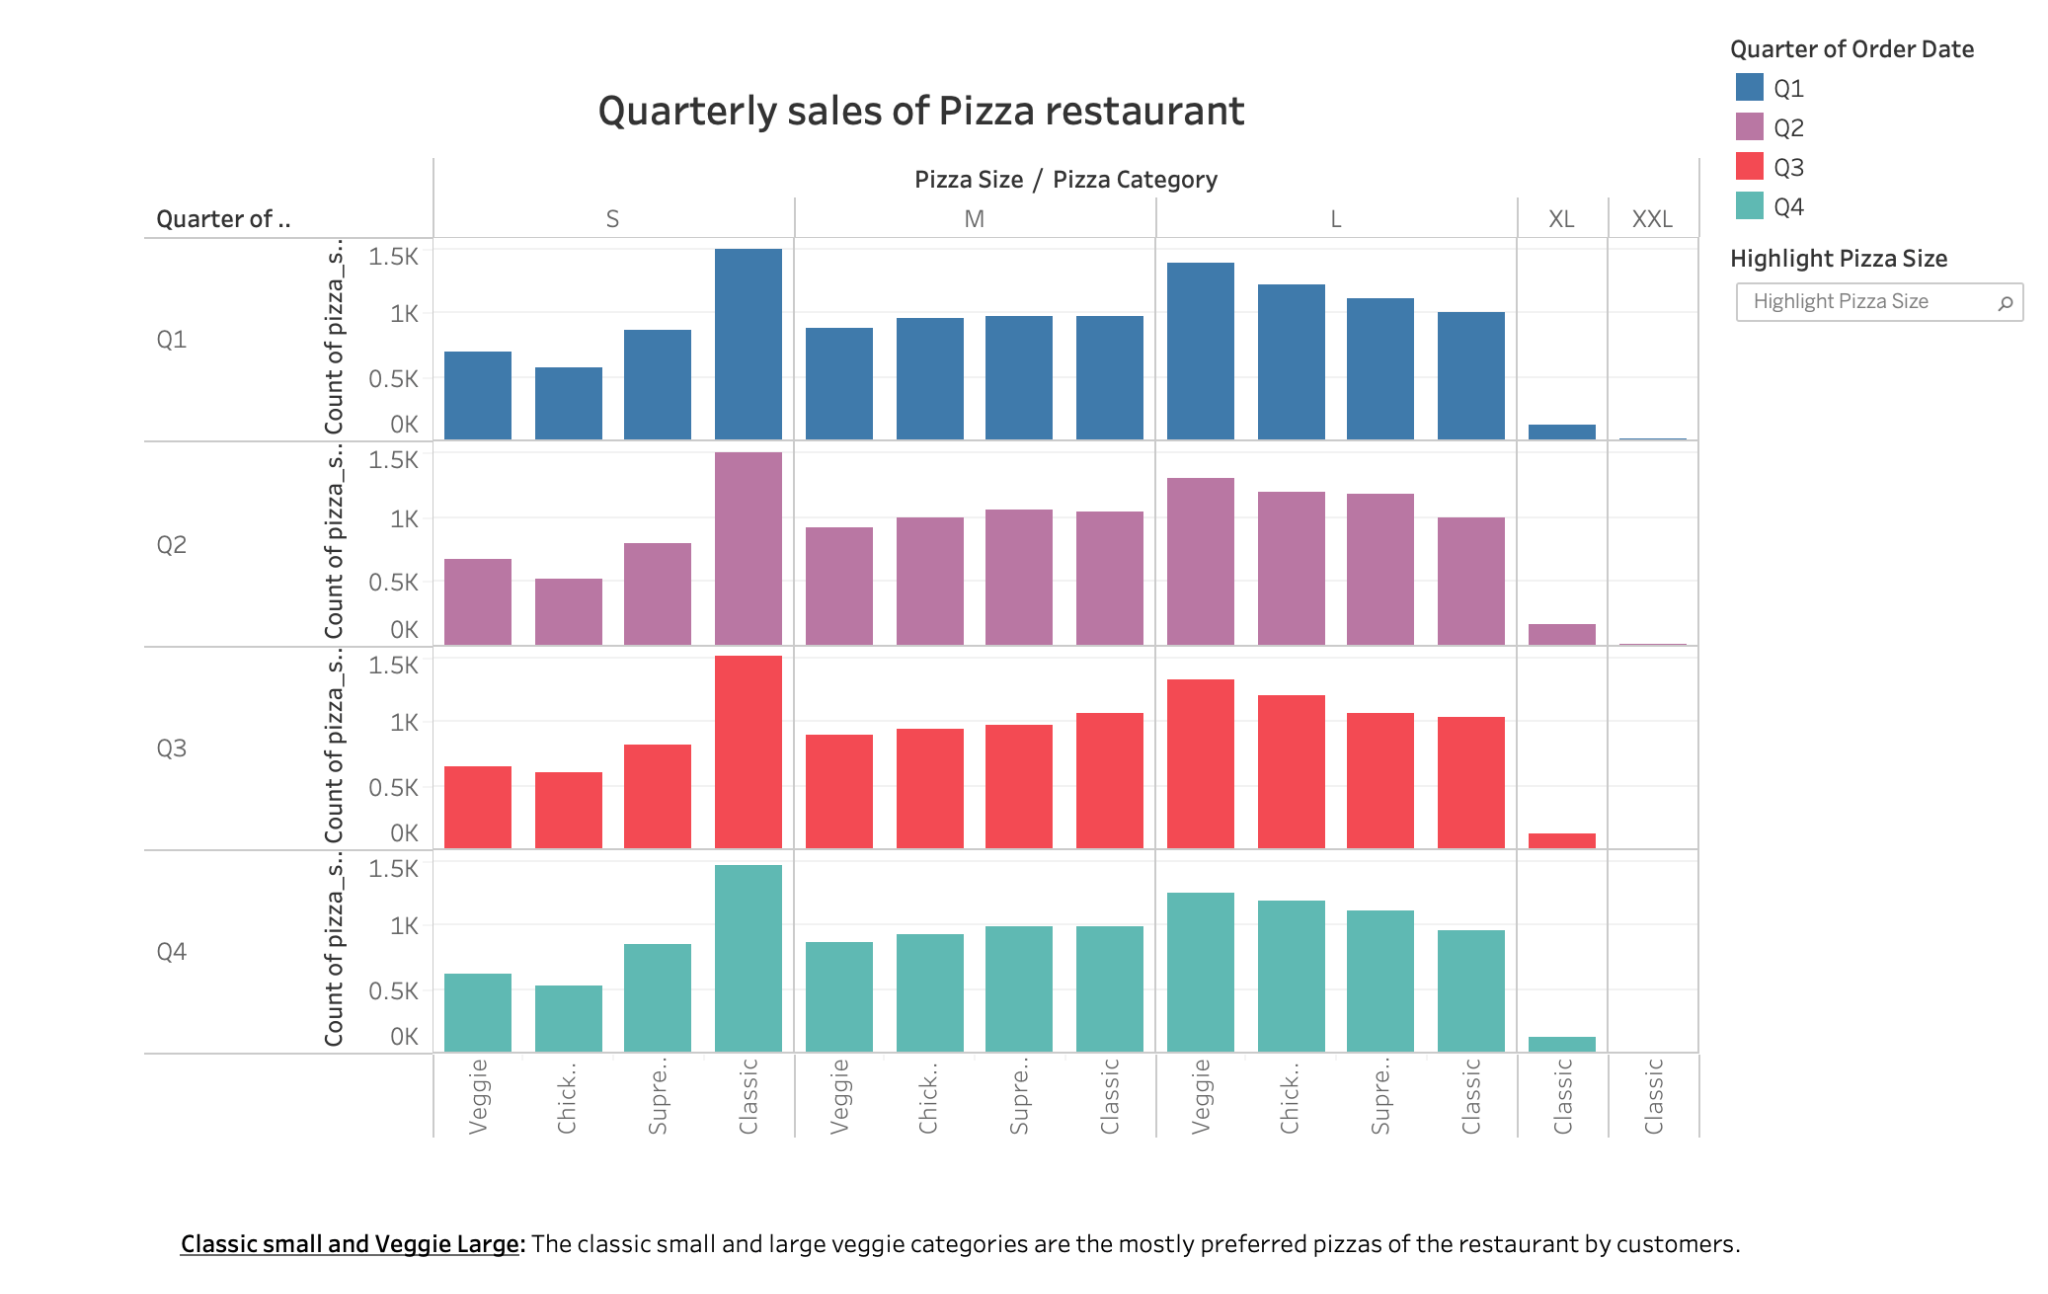 Quarterly sales of Pizza restaurant
Pizza Size / Pizza Category
Quarter of ..
S
M
L
XL
XXL
Q1
Count of pizza_s..
1.5K
1K
0.5K
0K
Q2
Count of pizza_s..
1.5K
1K
0.5K
0K
Q3
Count of pizza_s..
1.5K
1K
0.5K
0K
Q4
Count of pizza_s..
1.5K
1K
0.5K
0K
Veggie
Chick..
Supre..
Classic
Veggie
Chick..
Supre..
Classic
Veggie
Chick..
Supre..
Classic
Classic
Classic
Quarter of Order Date
Q1
Q2
Q3
Q4
Highlight Pizza Size
Highlight Pizza Size
Classic small and Veggie Large: The classic small and large veggie categories are the mostly preferred pizzas of the restaurant by customers.